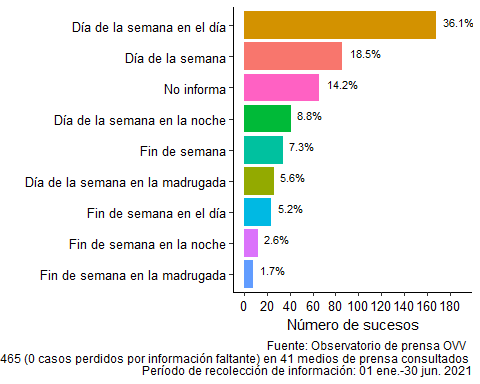 Día de la semana en el día 36.1%
Día de la semana 18.5%
No informa 14.2%
Día de la semana en la noche 8.8%
Fin de semana 7.3%
Día de la semana en la madrugada 5.6%
Fin de semana en el día 5.2%
Fin de semana en la noche 2.6%
Fin de semana en la madrugada 1.7%
0 20 40 60 80 100 120 140 160 180
Número de sucesos
Fuente: Observatorio de prensa OVV
465 (0 casos perdidos por información faltante) en 41 medios de prensa consultados
Período de recolección de información: 01 ene.-30 jun. 2021